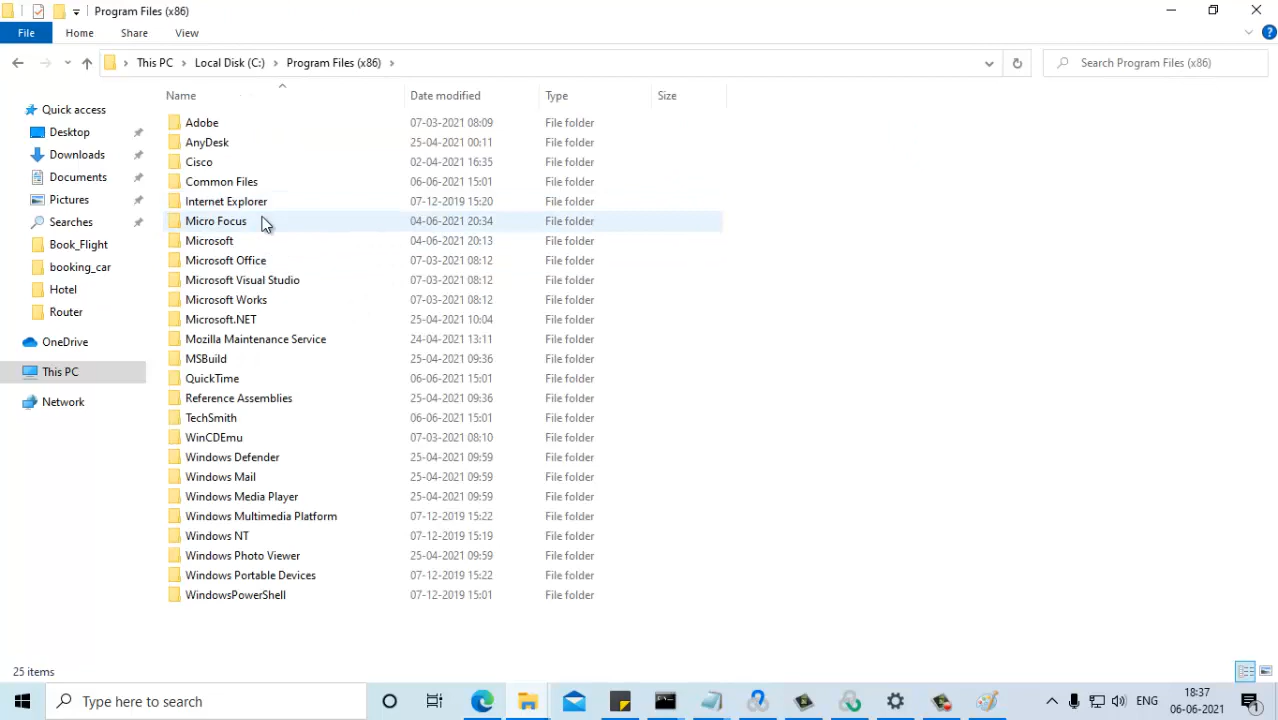 Program Files (x86)
File Home Share View
This PC Local Disk (C:) Program Files (x86) Search Program Files (x86)
Name Date modified Type Size
Quick access
Desktop
Downloads
Documents
Pictures
Searches
Book_Flight
booking_car
Hotel
Router
OneDrive
This PC
Network
Adobe 07-03-2021 08:09 File folder
AnyDesk 25-04-2021 00:11 File folder
Cisco 02-04-2021 16:35 File folder
Common Files 06-06-2021 15:01 File folder
Internet Explorer 07-12-2019 15:20 File folder
Micro Focus 04-06-2021 20:34 File folder
Microsoft 04-06-2021 20:13 File folder
Microsoft Office 07-03-2021 08:12 File folder
Microsoft Visual Studio 07-03-2021 08:12 File folder
Microsoft Works 07-03-2021 08:12 File folder
Microsoft.NET 25-04-2021 10:04 File folder
Mozilla Maintenance Service 24-04-2021 13:11 File folder
MSBuild 25-04-2021 09:36 File folder
QuickTime 06-06-2021 15:01 File folder
Reference Assemblies 25-04-2021 09:36 File folder
TechSmith 06-06-2021 15:01 File folder
WinCDEmu 07-03-2021 08:10 File folder
Windows Defender 25-04-2021 09:59 File folder
Windows Mail 25-04-2021 09:59 File folder
Windows Media Player 25-04-2021 09:59 File folder
Windows Multimedia Platform 07-12-2019 15:22 File folder
Windows NT 07-12-2019 15:19 File folder
Windows Photo Viewer 25-04-2021 09:59 File folder
Windows Portable Devices 07-12-2019 15:22 File folder
WindowsPowerShell 07-12-2019 15:01 File folder
25 items
Type here to search ENG 18:37
06-06-2021 1